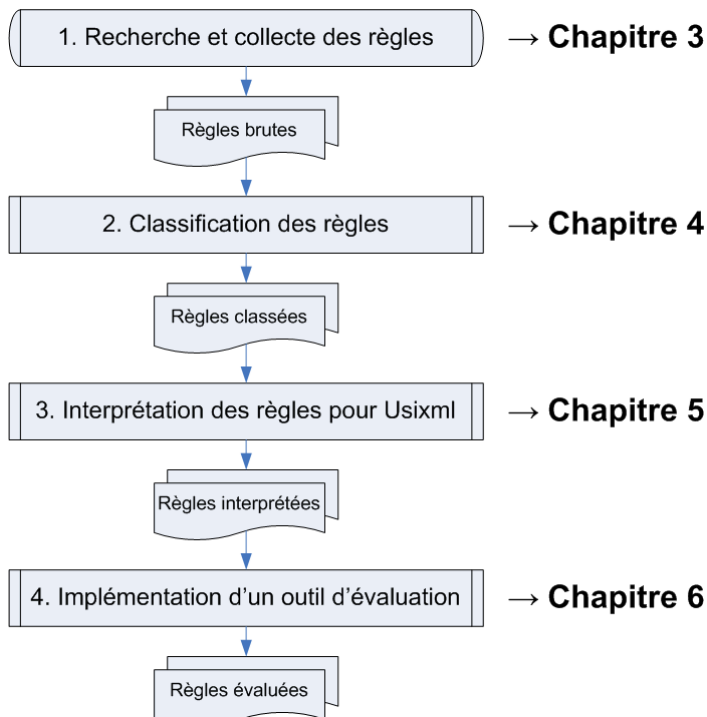 1. Recherche et collecte des règles → Chapitre 3
Règles brutes
2. Classification des règles → Chapitre 4
Règles classées
3. Interprétation des règles pour Usixml → Chapitre 5
Règles interprétées
4. Implémentation d'un outil d'évaluation → Chapitre 6
Règles évaluées